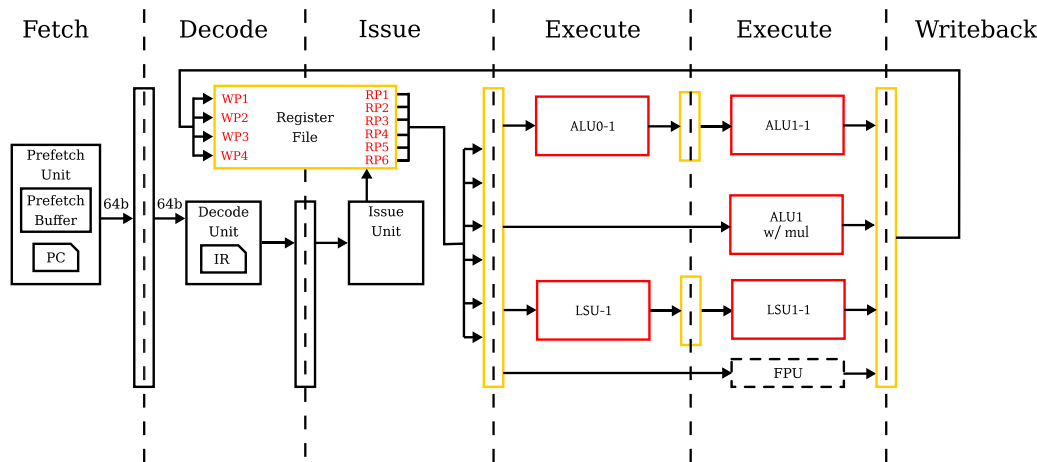 Fetch
Decode
Issue
Execute
Execute
Writeback
Prefetch
Unit
Prefetch
Buffer
PC
64b
64b
WP1
WP2
WP3
WP4
Register
File
RP1
RP2
RP3
RP4
RP5
RP6
Decode
Unit
IR
Issue
Unit
ALU0-1
ALU1-1
ALU1
w/ mul
LSU-1
LSU1-1
FPU